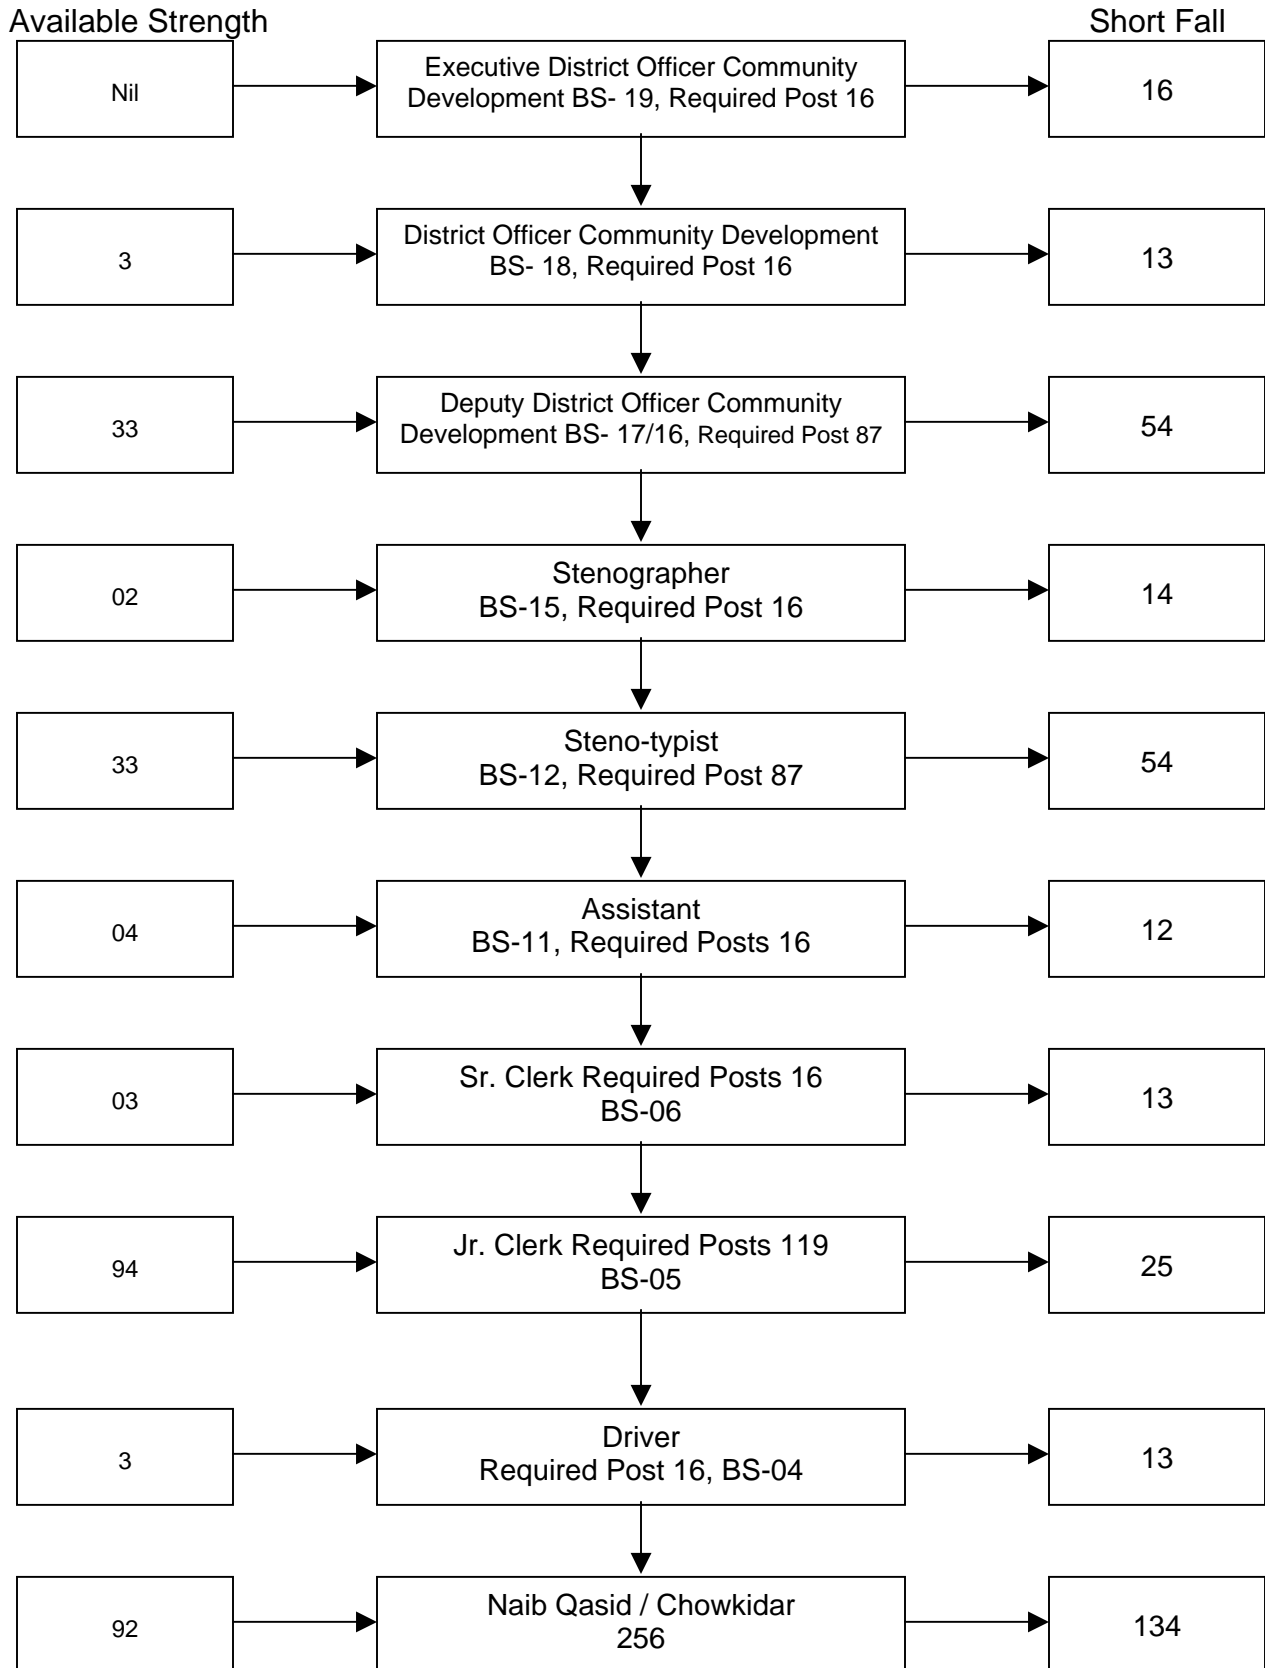 Available Strength
Short Fall
Nil
Executive District Officer Community
Development BS- 19, Required Post 16
16
3
District Officer Community Development
BS- 18, Required Post 16
13
33
Deputy District Officer Community
Development BS- 17/16, Required Post 87
54
02
Stenographer
BS-15, Required Post 16
14
33
Steno-typist
BS-12, Required Post 87
54
04
Assistant
BS-11, Required Posts 16
12
03
Sr. Clerk Required Posts 16
BS-06
13
94
Jr. Clerk Required Posts 119
BS-05
25
3
Driver
Required Post 16, BS-04
13
92
Naib Qasid / Chowkidar
256
134